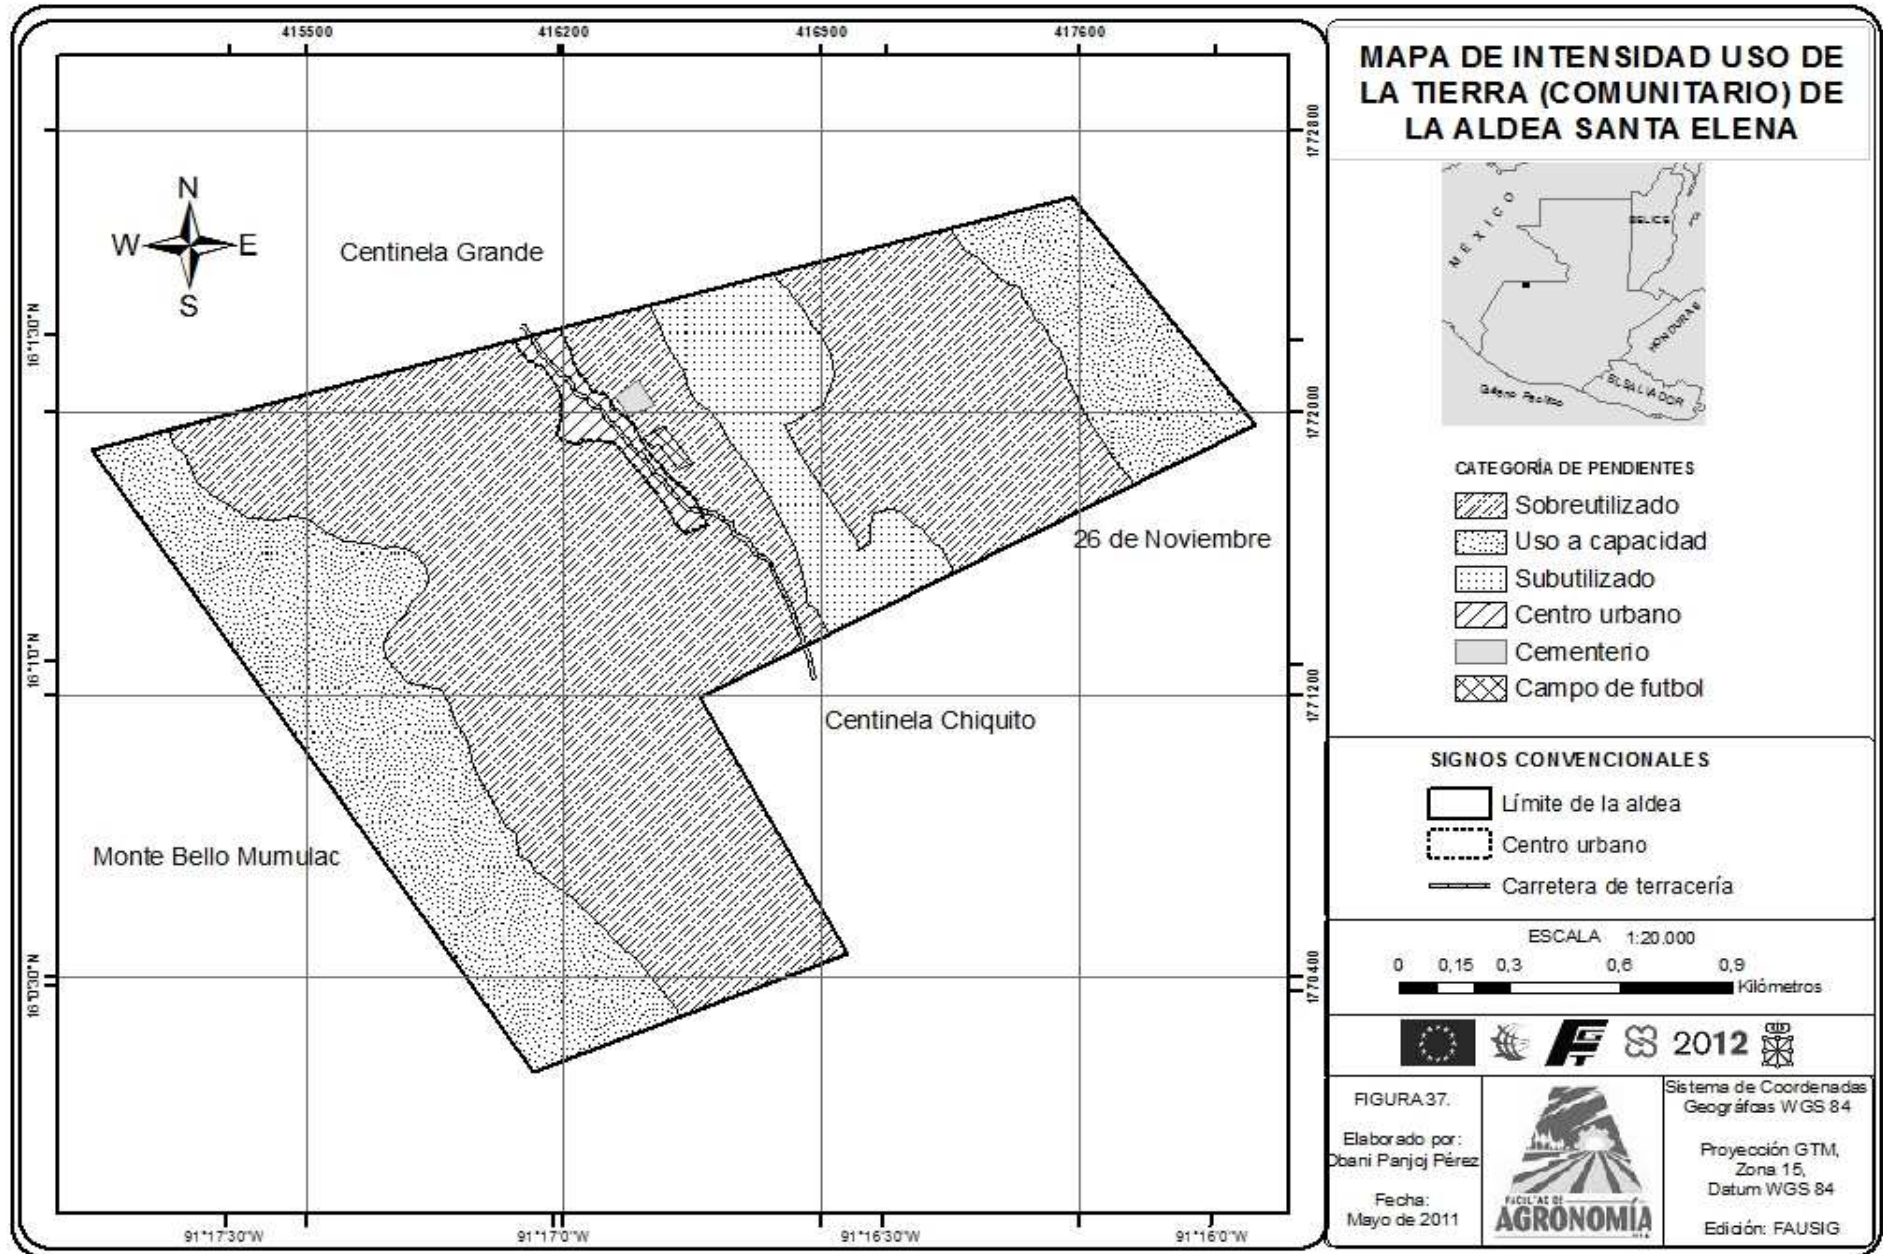 415500
416200
416900
417600
1772800
1772000
1771200
1770400
16°1'30"N
16°1'0"N
16°0'30"N
91°17'30"W
91°17'0"W
91°16'30"W
91°16'0"W
N
W E
S
Centinela Grande
26 de Noviembre
Centinela Chiquito
Monte Bello Mumulac
MAPA DE INTENSIDAD USO DE
LA TIERRA (COMUNITARIO) DE
LA ALDEA SANTA ELENA
MEXICO
BELICE
HONDURAS
EL SALVADOR
CATEGORÍA DE PENDIENTES
Sobreutilizado
Uso a capacidad
Subutilizado
Centro urbano
Cementerio
Campo de futbol
SIGNOS CONVENCIONALES
Límite de la aldea
Centro urbano
Carretera de terracería
ESCALA 1:20.000
0 0,15 0,3 0,6 0,9
Kilómetros
FGT
2012
FIGURA 37.
Elaborado por:
Obani Panjoj Pérez
Fecha:
Mayo de 2011
FACULTAD DE
AGRONOMÍA
Sistema de Coordenadas
Geográficas WGS 84
Proyección GTM,
Zona 15,
Datum WGS 84
Edición: FAUSIG